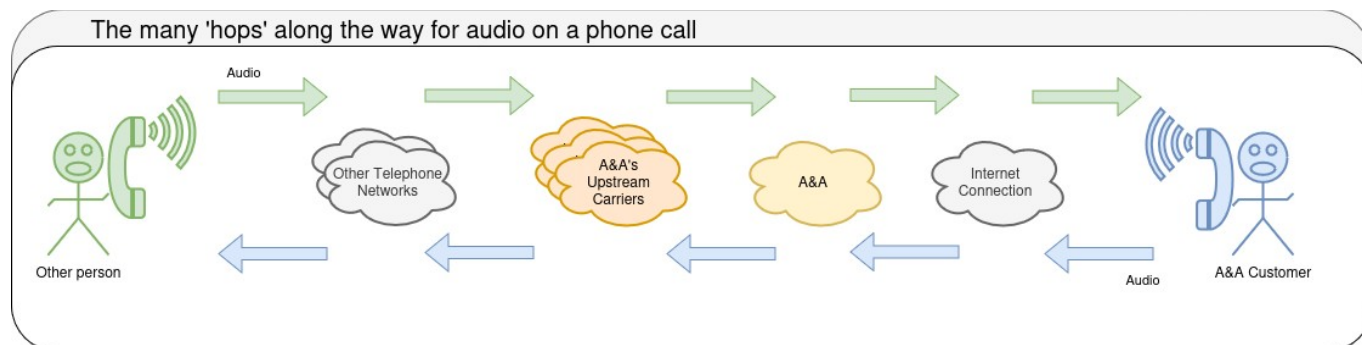 The many 'hops' along the way for audio on a phone call
Audio
Other Telephone
Networks
A&A's
Upstream
Carriers
A&A
Internet
Connection
Other person
Audio
A&A Customer